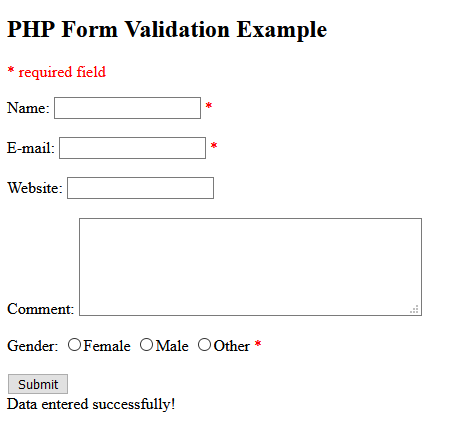 PHP Form Validation Example
* required field
Name: *
E-mail: *
Website:
Comment:
Gender: Female Male Other *
Submit
Data entered successfully!